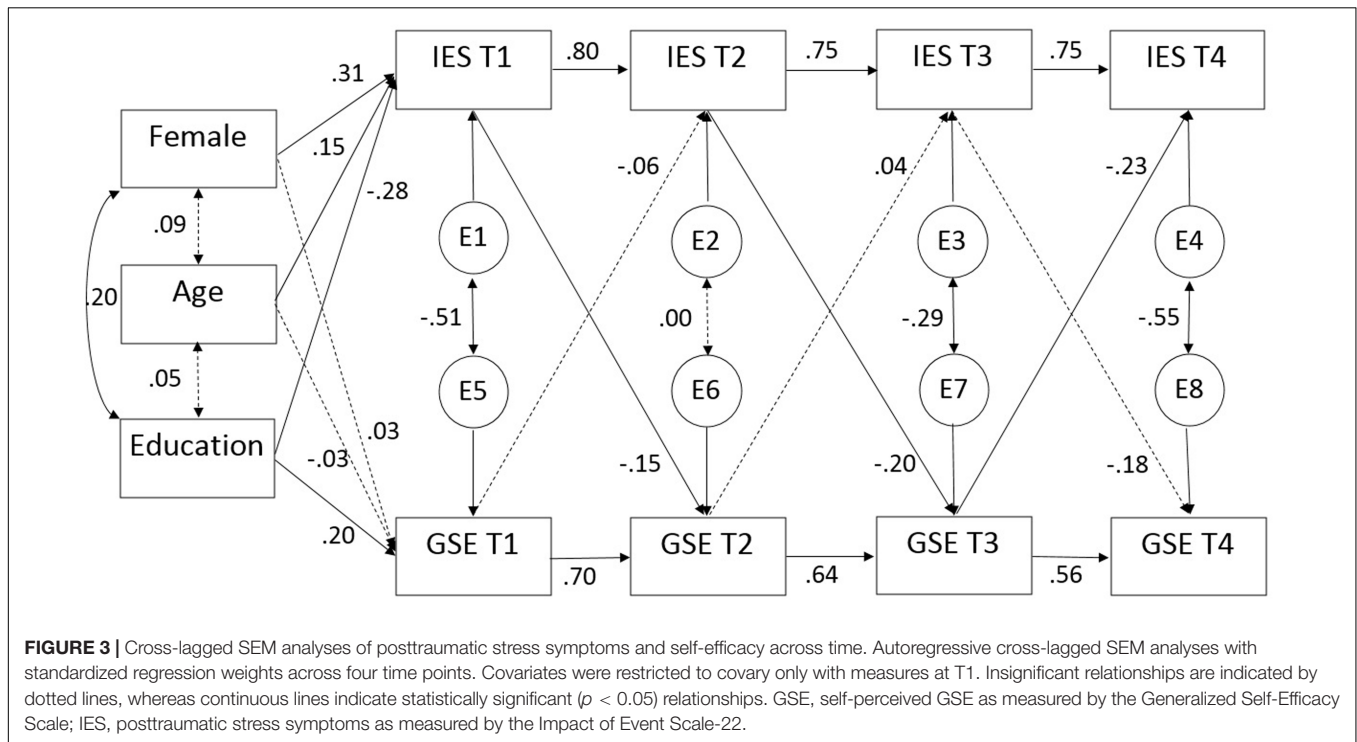 IES T1 .80 IES T2 .75 IES T3 .75 IES T4
.31
Female
.15
-.28
-.06
.04
-.23
.09
E1 E2 E3 E4
.20
Age
-.51 .00 -.29 -.55
.05
E5 E6 E7 E8
Education
.03
-.03
-.15 -.20 -.18
.20
GSE T1 GSE T2 GSE T3 GSE T4
.70 .64 .56
FIGURE 3 | Cross-lagged SEM analyses of posttraumatic stress symptoms and self-efficacy across time. Autoregressive cross-lagged SEM analyses with
standardized regression weights across four time points. Covariates were restricted to covary only with measures at T1. Insignificant relationships are indicated by
dotted lines, whereas continuous lines indicate statistically significant (p < 0.05) relationships. GSE, self-perceived GSE as measured by the Generalized Self-Efficacy
Scale; IES, posttraumatic stress symptoms as measured by the Impact of Event Scale-22.